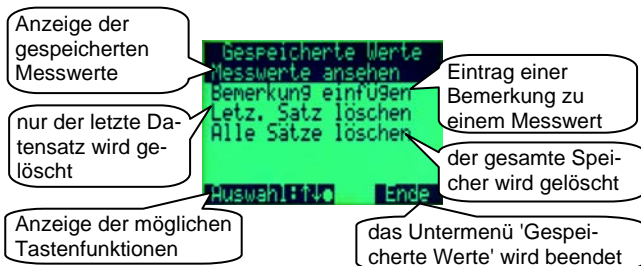 Anzeige der
gespeicherten
Messwerte
nur der letzte Da-
tensatz wird ge-
löscht
Anzeige der möglichen
Tastenfunktionen
Gespeicherte Werte
Messwerte ansehen
Bemerkung einfügen
Letz. Satz löschen
Alle Sätze löschen
Auswahl:↑↓● Ende
Eintrag einer
Bemerkung zu
einem Messwert
der gesamte Spei-
cher wird gelöscht
das Untermenü 'Gespei-
cherte Werte' wird beendet